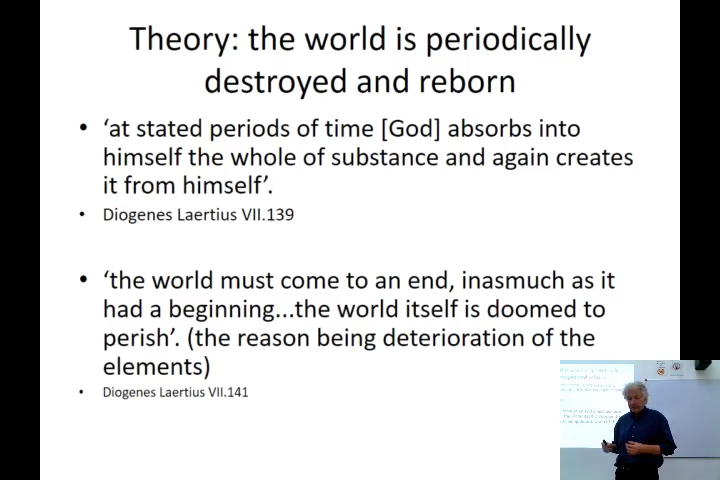 Theory: the world is periodically
destroyed and reborn
• ‘at stated periods of time [God] absorbs into
himself the whole of substance and again creates
it from himself’.
• Diogenes Laertius VII.139
• ‘the world must come to an end, inasmuch as it
had a beginning...the world itself is doomed to
perish’. (the reason being deterioration of the
elements)
• Diogenes Laertius VII.141